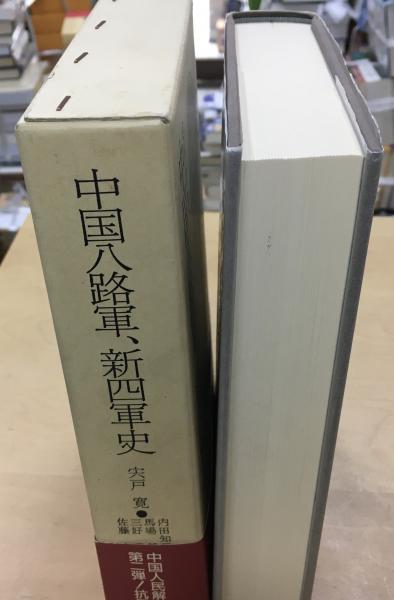 中国八路軍、新四軍史
宍戸 寛●
内田知
馬場
三好
佐藤
中国人民解
第二弾！抗